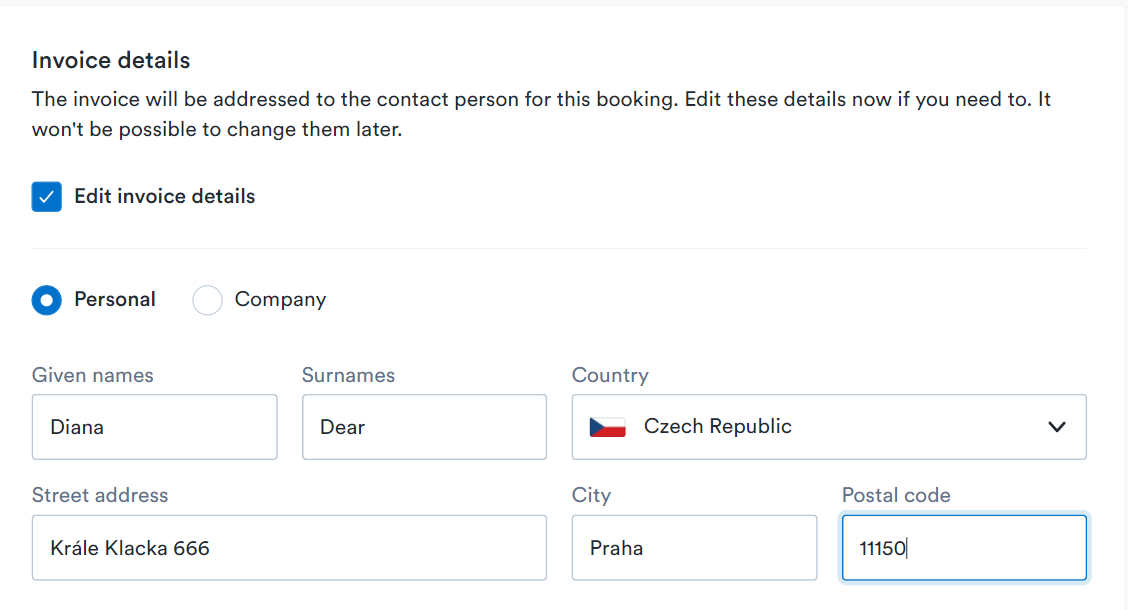 Invoice details
The invoice will be addressed to the contact person for this booking. Edit these details now if you need to. It
won't be possible to change them later.
Edit invoice details
Personal Company
Given names Surnames Country
Diana Dear Czech Republic
Street address City Postal code
Krále Klacka 666 Praha 11150